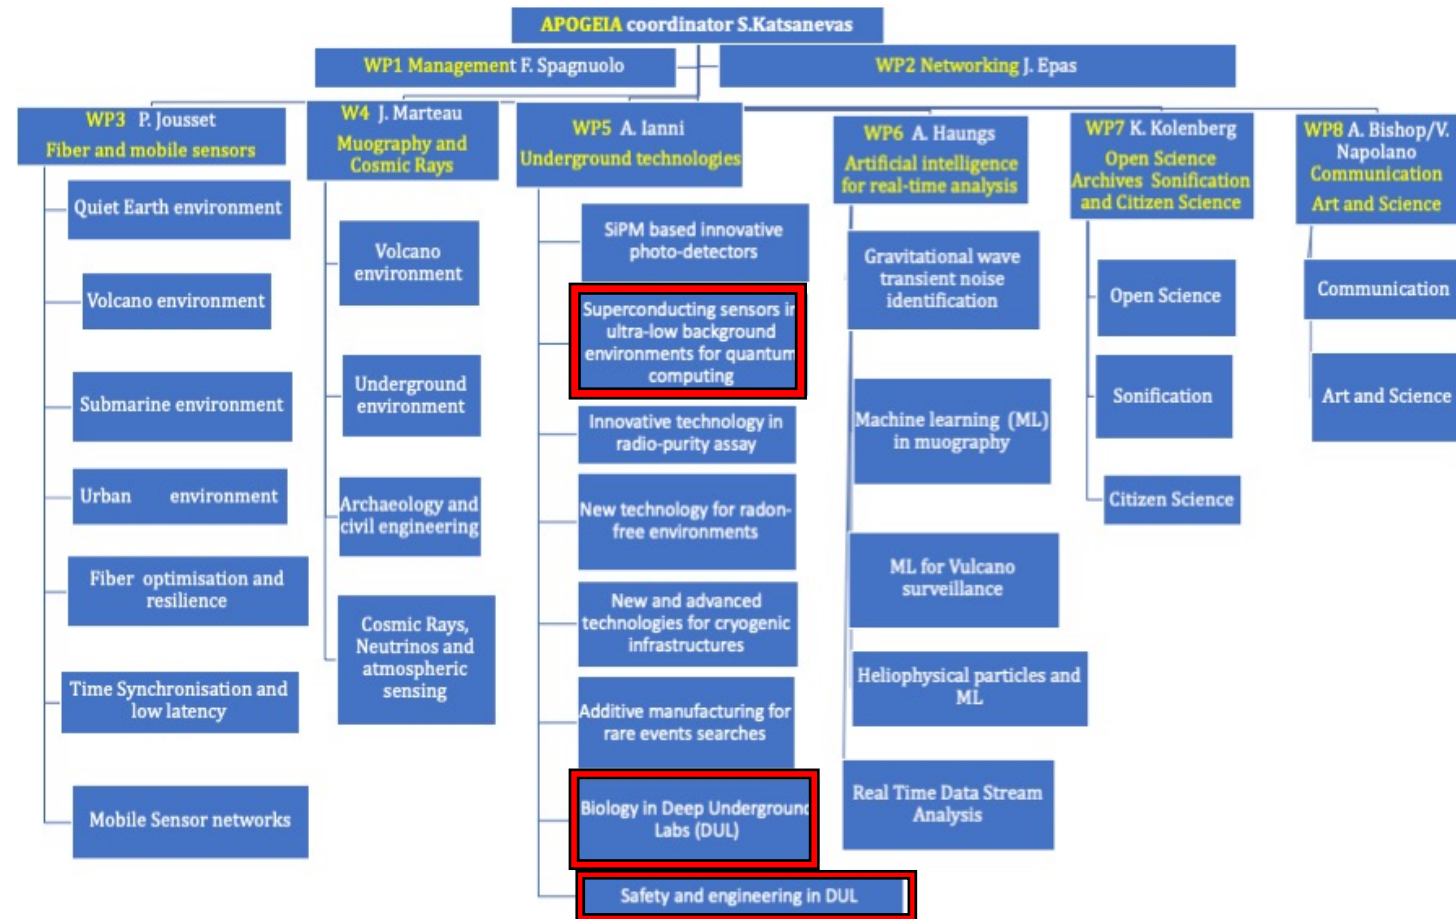 APOGEIA coordinator S.Katsanevas
WP1 Management F. Spagnuolo
WP2 Networking J. Epas
WP3 P. Jousset
Fiber and mobile sensors
Quiet Earth environment
Volcano environment
Submarine environment
Urban environment
Fiber optimisation and
resilience
Time Synchronisation and
low latency
Mobile Sensor networks
W4 J. Marteau
Muography and
Cosmic Rays
Volcano
environment
Underground
environment
Archaeology and
civil engineering
Cosmic Rays,
Neutrinos and
atmospheric
sensing
WP5 A. Ianni
Underground technologies
SiPM based innovative
photo-detectors
Superconducting sensors in
ultra-low background
environments for quantum
computing
Innovative technology in
radio-purity assay
New technology for radon-
free environments
New and advanced
technologies for cryogenic
infrastructures
Additive manufacturing for
rare events searches
Biology in Deep Underground
Labs (DUL)
Safety and engineering in DUL
WP6 A. Haungs
Artificial intelligence
for real-time analysis
Gravitational wave
transient noise
identification
Machine learning (ML)
in muography
ML for Vulcano
surveillance
Heliophysical particles and
ML
Real Time Data Stream
Analysis
WP7 K. Kolenberg
Open Science
Archives Sonification
and Citizen Science
Open Science
Sonification
Citizen Science
WP8 A. Bishop/V.
Napolano
Communication
Art and Science
Communication
Art and Science